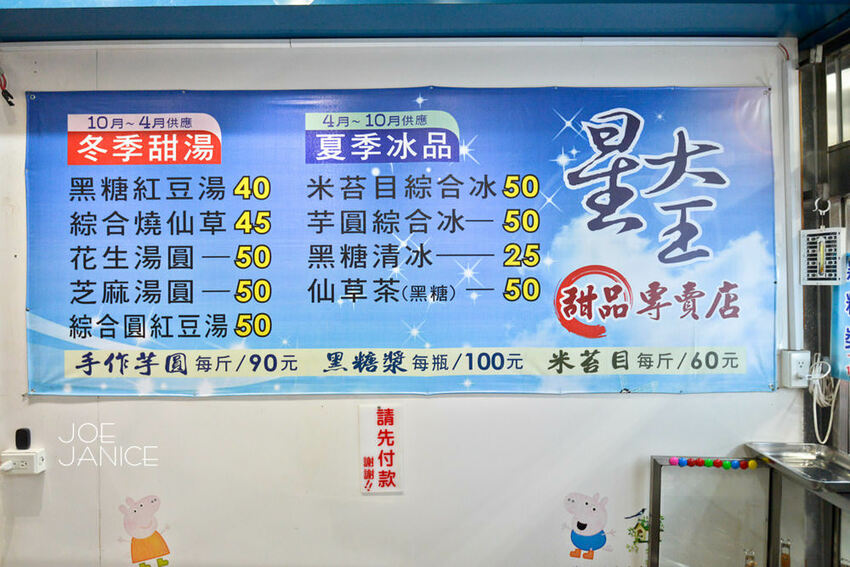 10月~4月供應
冬季甜湯
黑糖紅豆湯 40
綜合燒仙草 45
花生湯圓—50
芝麻湯圓—50
綜合圓紅豆湯 50
4月~10月供應
夏季冰品
米苔目綜合冰 50
芋圓綜合冰—50
黑糖清冰—25
仙草茶(黑糖)—50
星大王
甜品專賣店
手作芋圓 每斤/90元 黑糖漿 每瓶/100元 米苔目 每斤/60元
請先付款
謝謝!!
JOE
JANICE